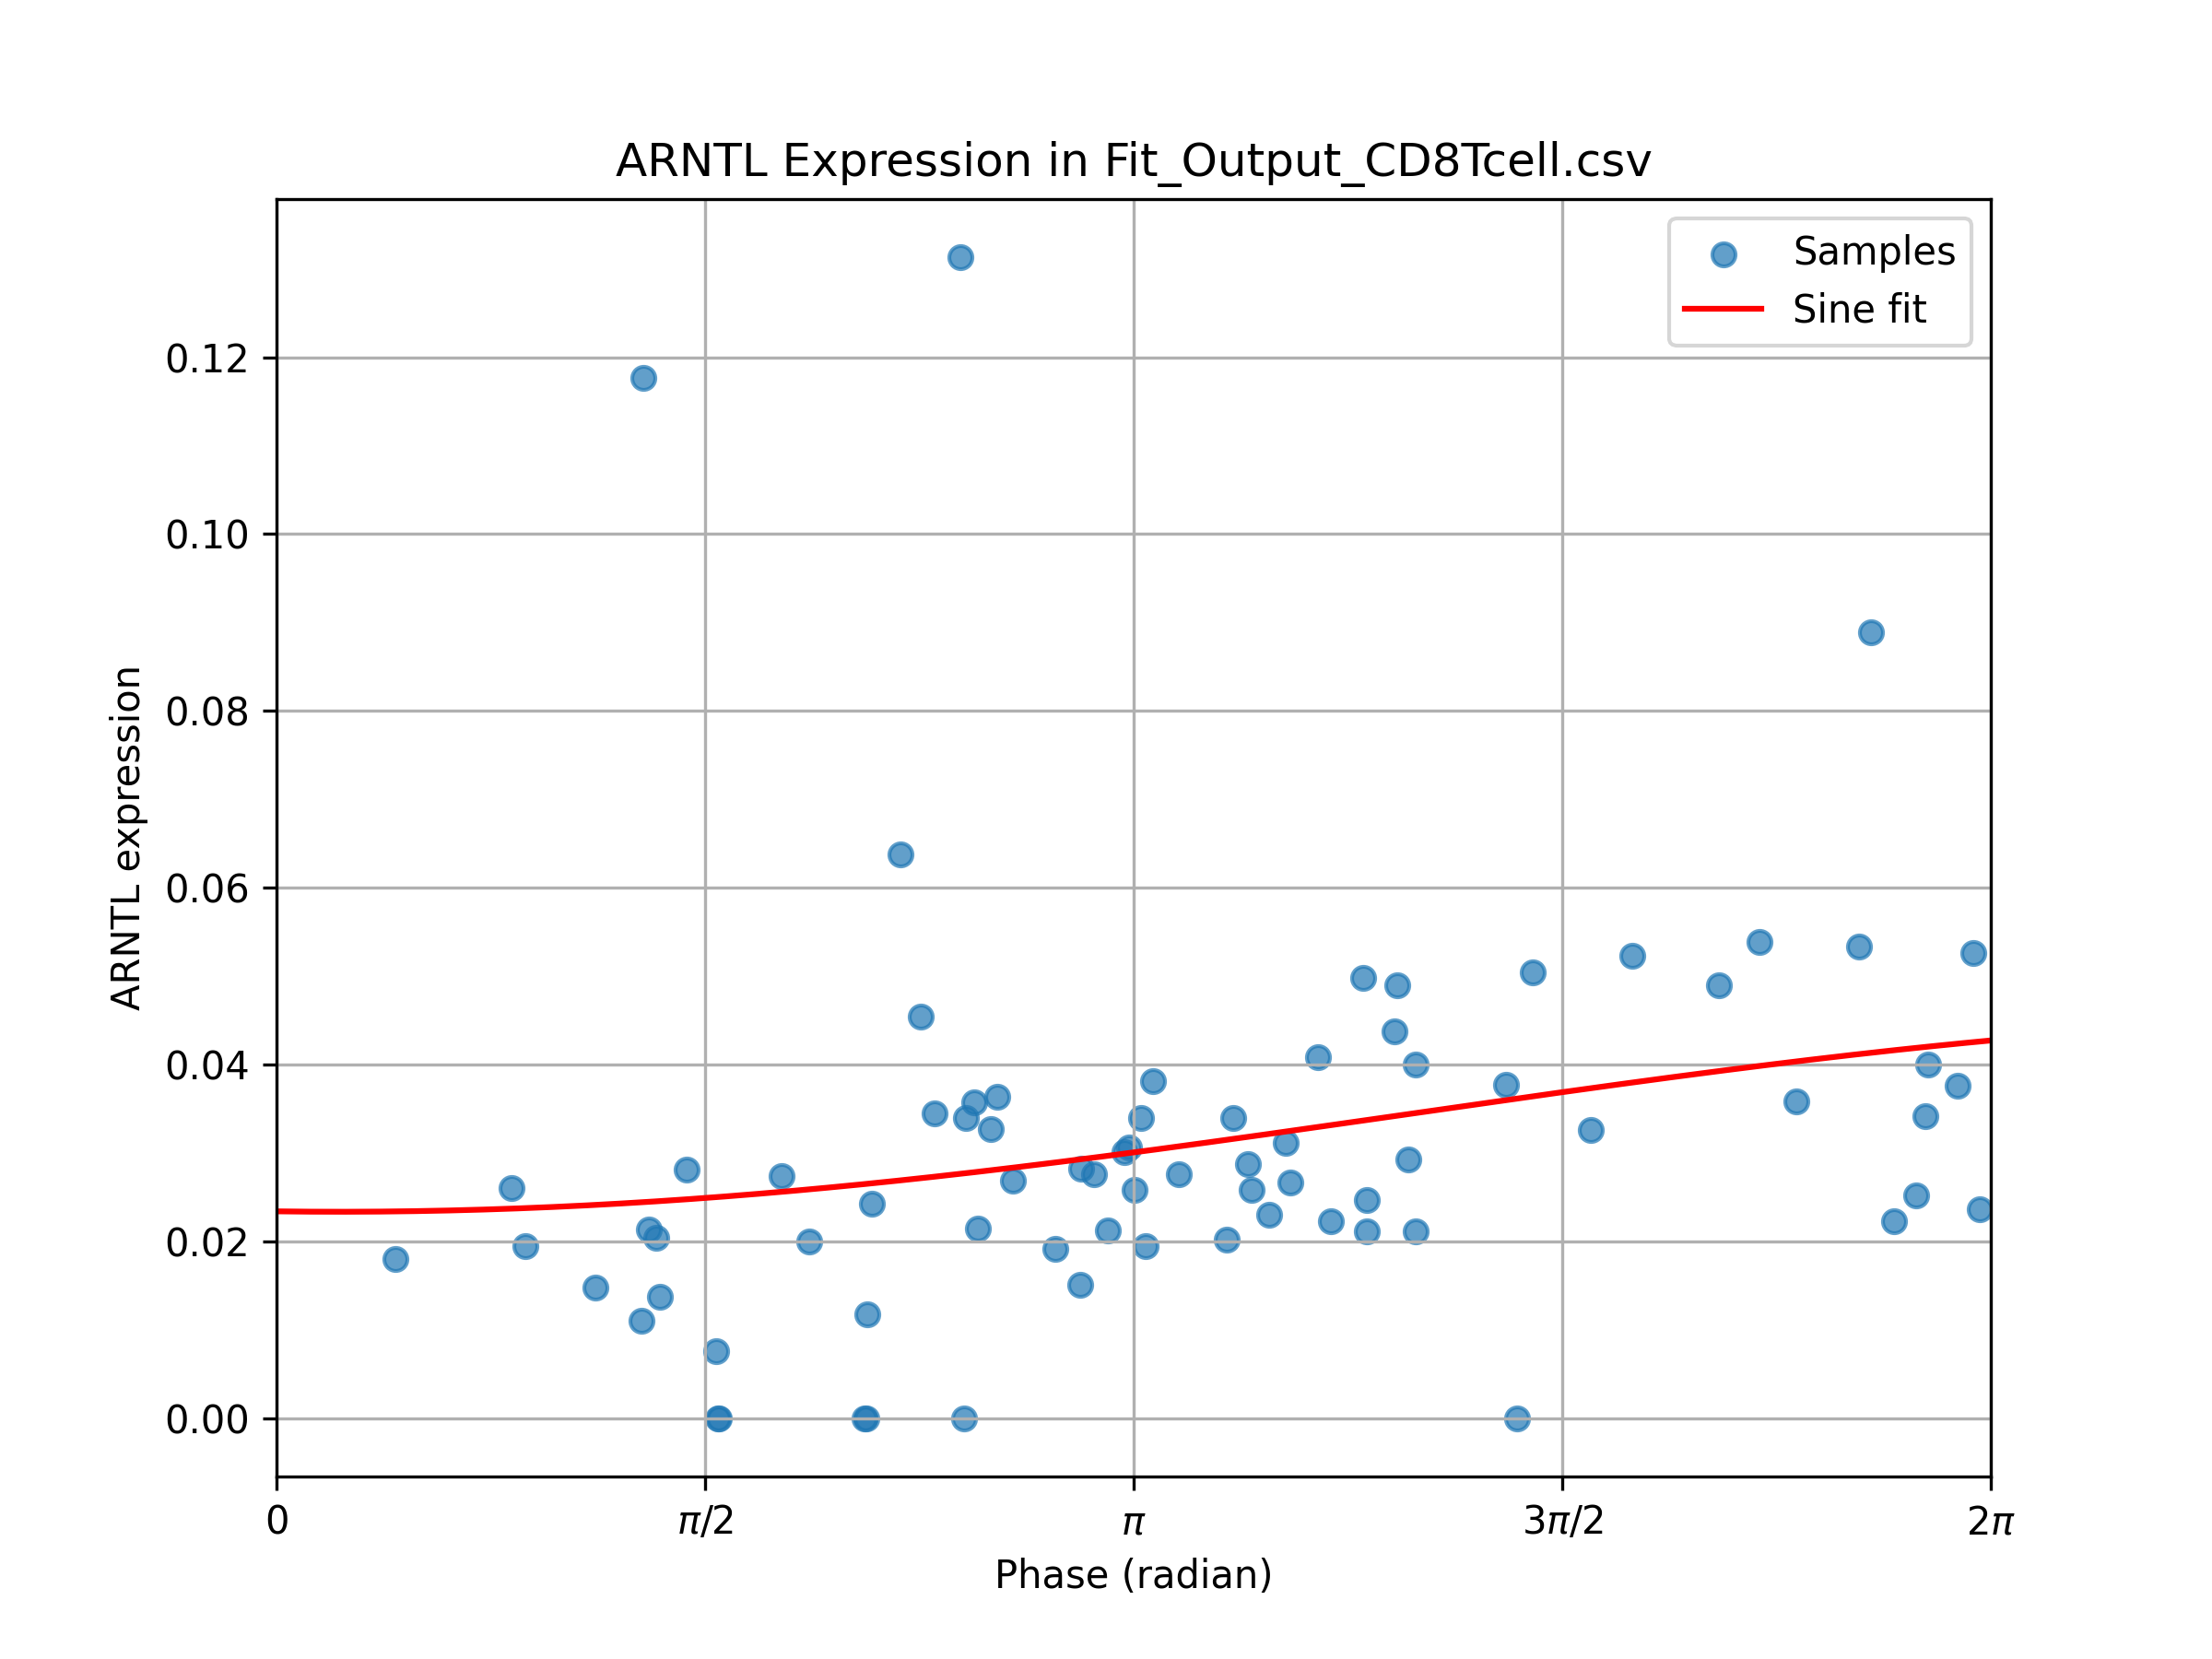 ARNTL Expression in Fit_Output_CD8Tcell.csv
Samples
Sine fit
ARNTL expression
0.12
0.10
0.08
0.06
0.04
0.02
0.00
0 π/2 π 3π/2 2π
Phase (radian)